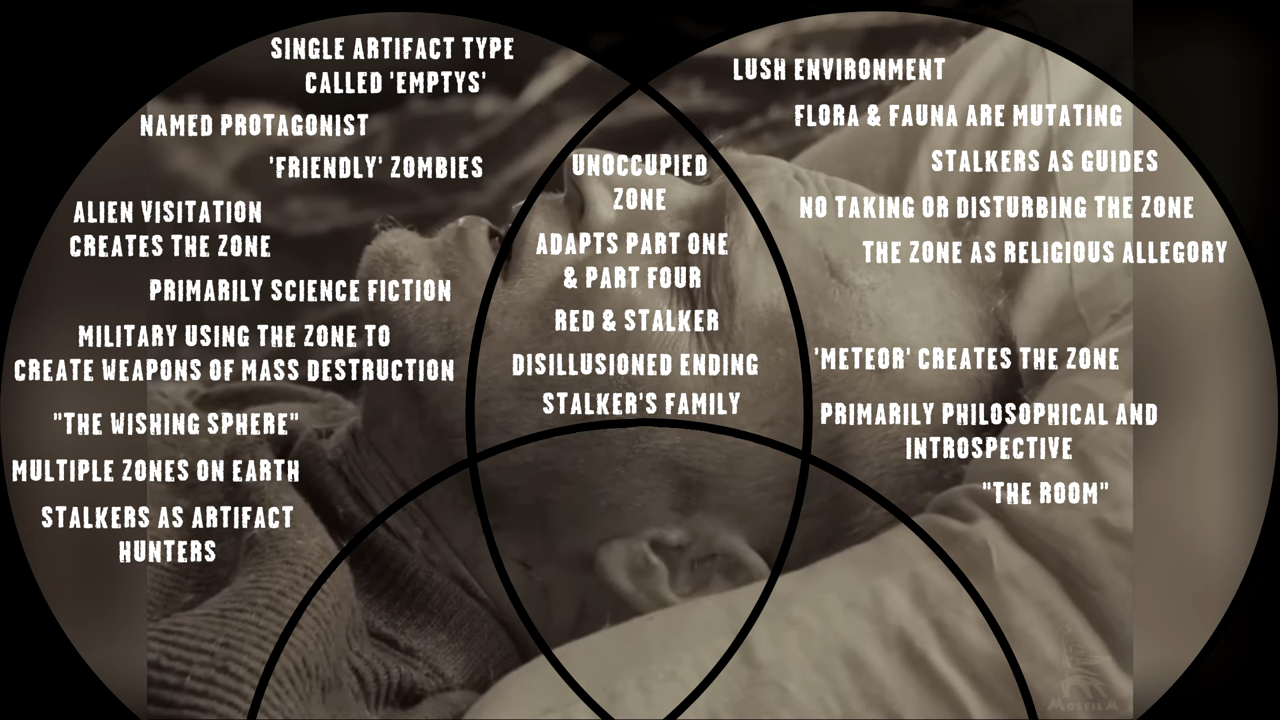 SINGLE ARTIFACT TYPE
CALLED 'EMPTYS'
NAMED PROTAGONIST
'FRIENDLY' ZOMBIES
ALIEN VISITATION
CREATES THE ZONE
PRIMARILY SCIENCE FICTION
MILITARY USING THE ZONE TO
CREATE WEAPONS OF MASS DESTRUCTION
"THE WISHING SPHERE"
MULTIPLE ZONES ON EARTH
STALKERS AS ARTIFACT
HUNTERS
UNOCCUPIED
ZONE
ADAPTS PART ONE
& PART FOUR
RED & STALKER
DISILLUSIONED ENDING
STALKER'S FAMILY
LUSH ENVIRONMENT
FLORA & FAUNA ARE MUTATING
STALKERS AS GUIDES
NO TAKING OR DISTURBING THE ZONE
THE ZONE AS RELIGIOUS ALLEGORY
'METEOR' CREATES THE ZONE
PRIMARILY PHILOSOPHICAL AND
INTROSPECTIVE
"THE ROOM"
MOSFILM